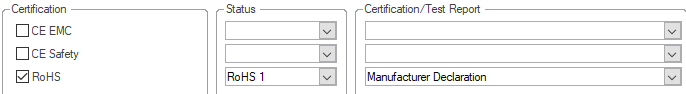 Certification Status Certification/Test Report
CE EMC
CE Safety
RoHS RoHS 1 Manufacturer Declaration